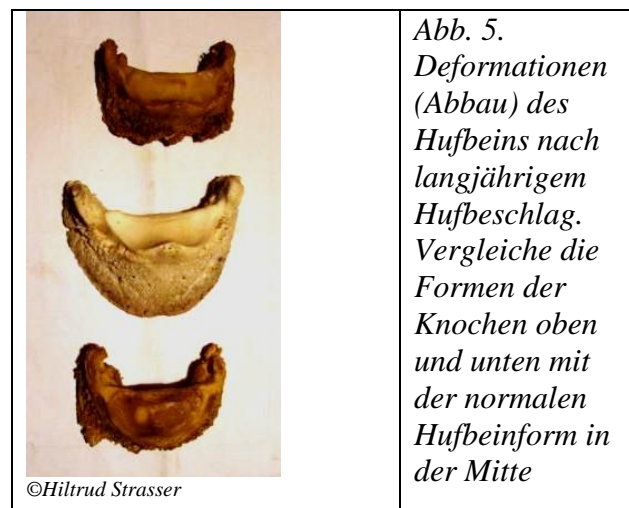 Abb. 5.
Deformationen
(Abbau) des
Hufbeins nach
langjährigem
Hufbeschlag.
Vergleiche die
Formen der
Knochen oben
und unten mit
der normalen
Hufbeinform in
der Mitte
©Hiltrud Strasser